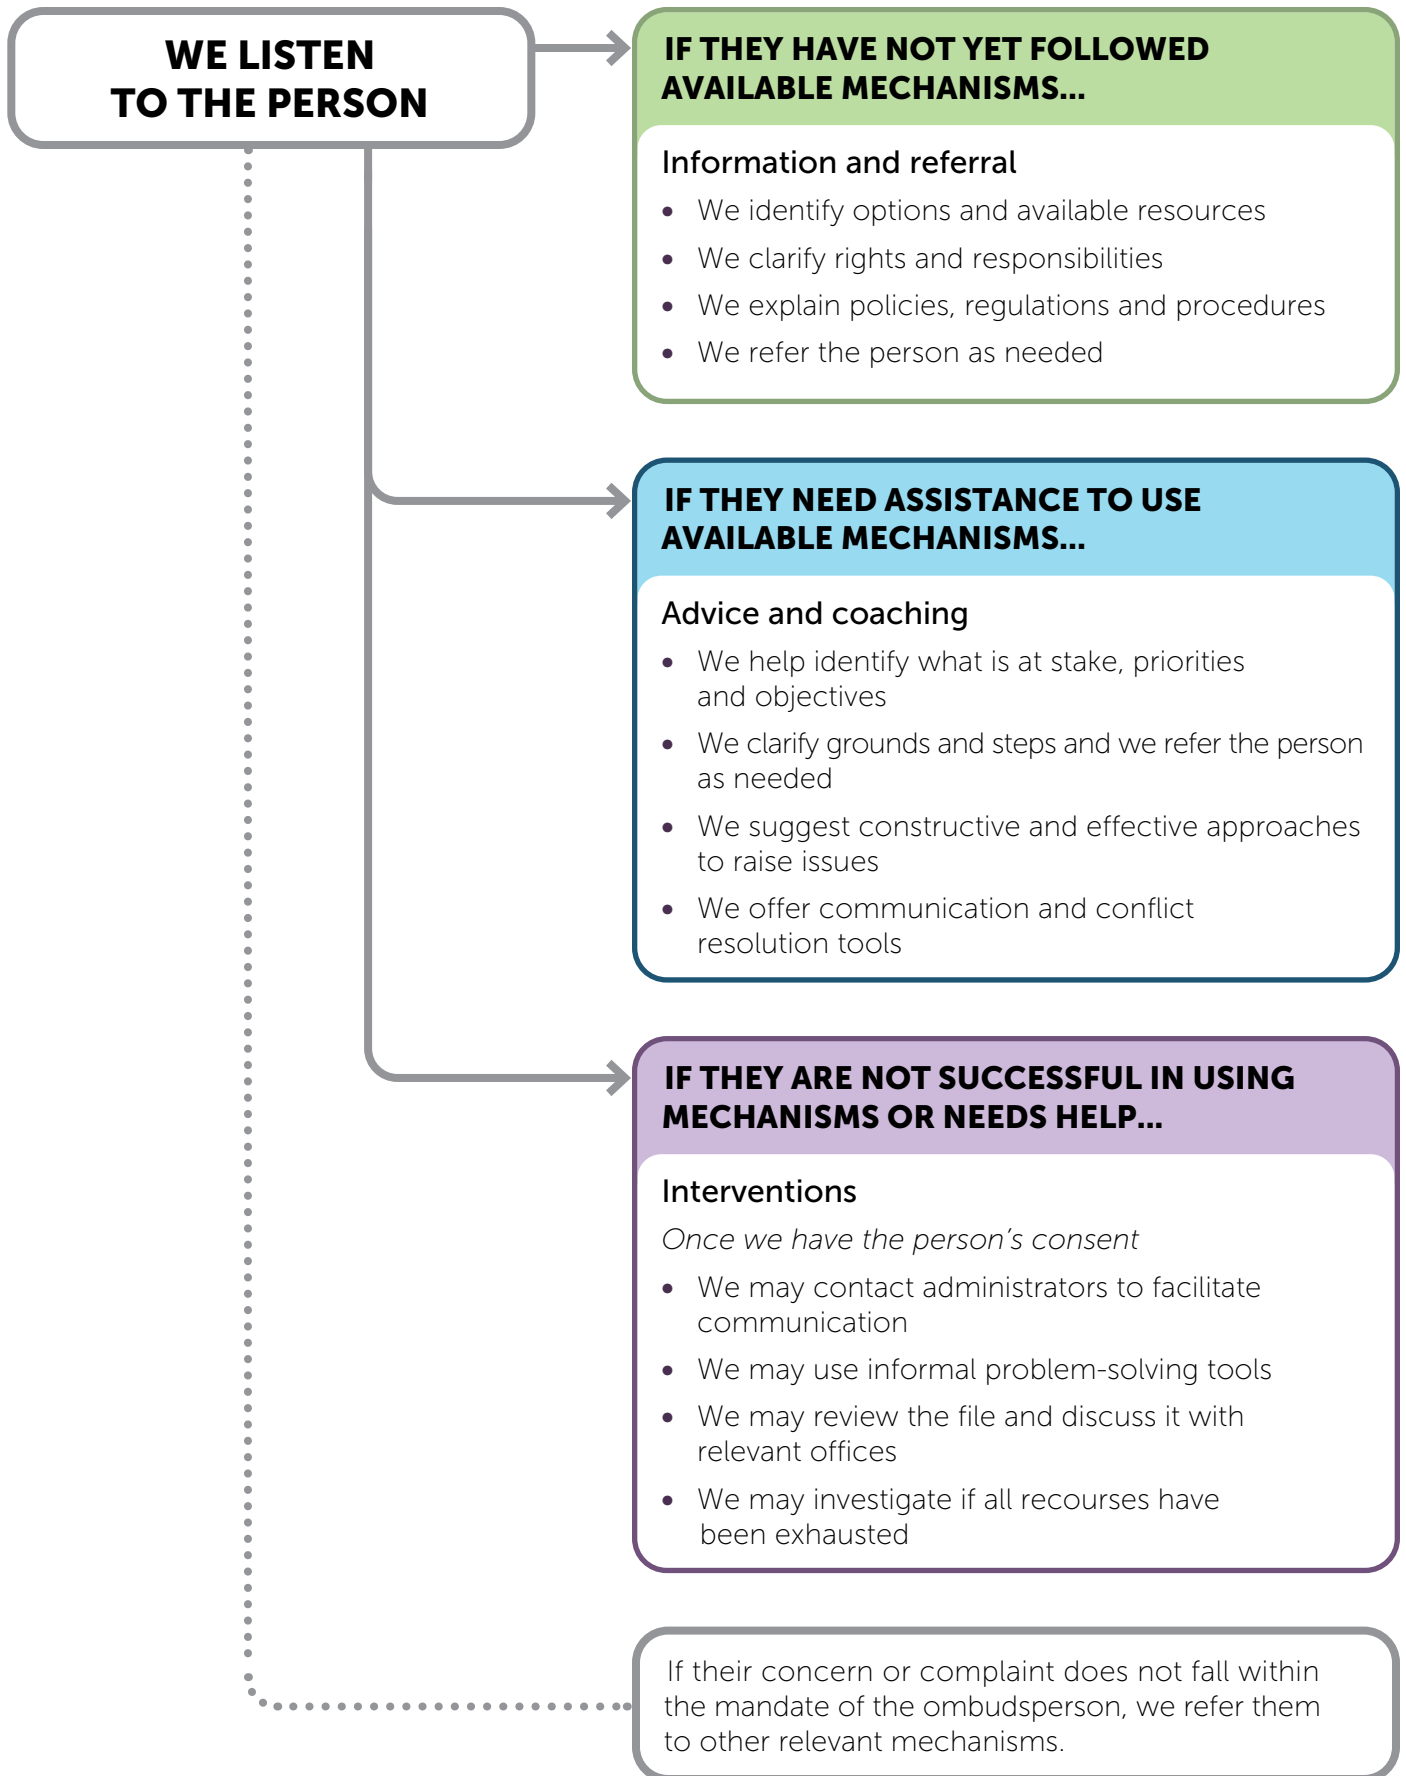 WE LISTEN
TO THE PERSON
IF THEY HAVE NOT YET FOLLOWED
AVAILABLE MECHANISMS...
Information and referral
• We identify options and available resources
• We clarify rights and responsibilities
• We explain policies, regulations and procedures
• We refer the person as needed
IF THEY NEED ASSISTANCE TO USE
AVAILABLE MECHANISMS...
Advice and coaching
• We help identify what is at stake, priorities
and objectives
• We clarify grounds and steps and we refer the person
as needed
• We suggest constructive and effective approaches
to raise issues
• We offer communication and conflict
resolution tools
IF THEY ARE NOT SUCCESSFUL IN USING
MECHANISMS OR NEEDS HELP...
Interventions
Once we have the person's consent
• We may contact administrators to facilitate
communication
• We may use informal problem-solving tools
• We may review the file and discuss it with
relevant offices
• We may investigate if all recourses have
been exhausted
If their concern or complaint does not fall within
the mandate of the ombudsperson, we refer them
to other relevant mechanisms.